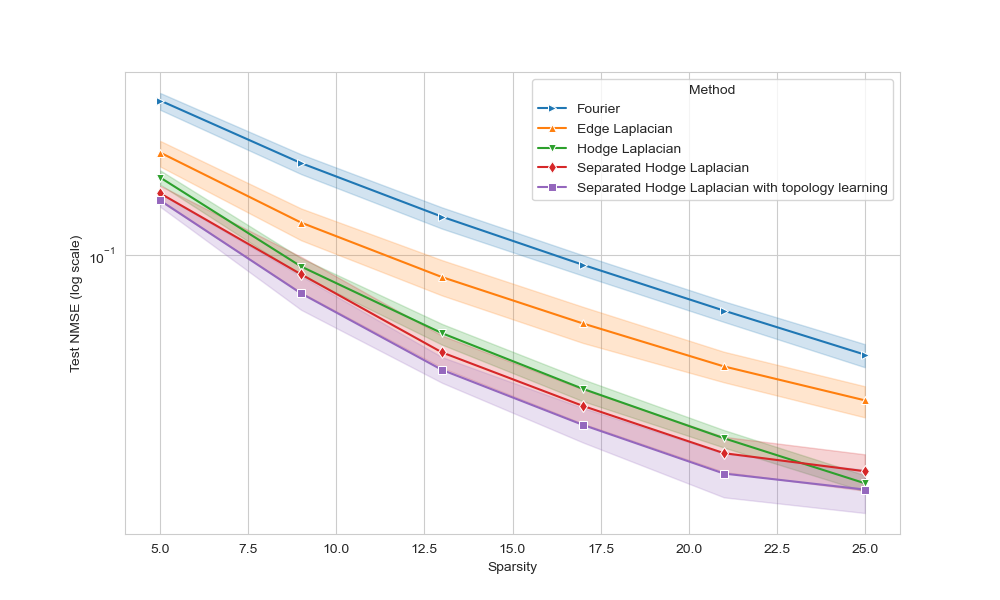 Method
Fourier
Edge Laplacian
Hodge Laplacian
Separated Hodge Laplacian
Separated Hodge Laplacian with topology learning
Test NMSE (log scale)
10⁻¹
5.0 7.5 10.0 12.5 15.0 17.5 20.0 22.5 25.0
Sparsity